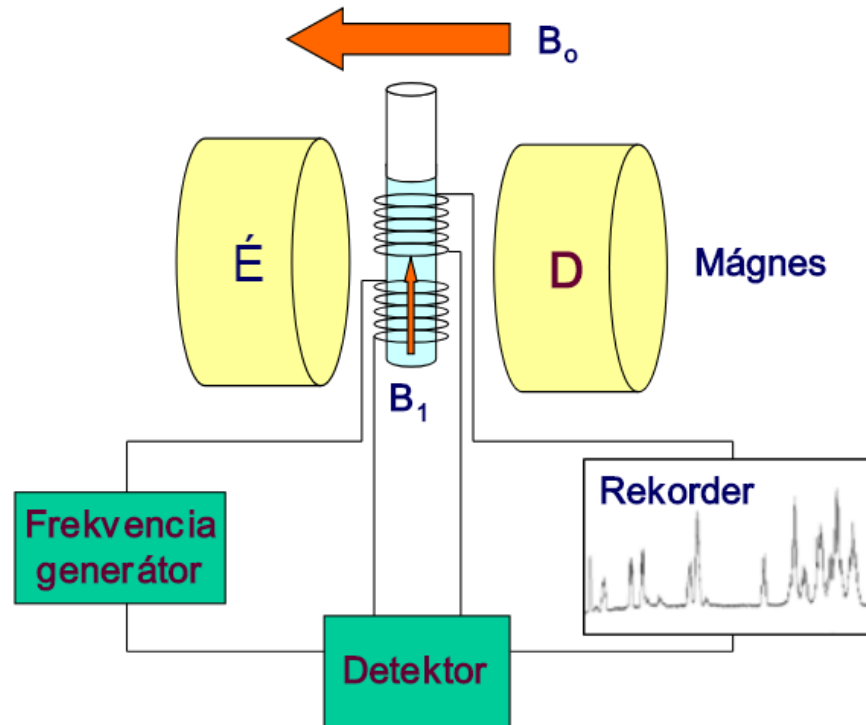 Bo
É
D
Mágnes
B1
Frekvencia
generátor
Rekorder
Detektor